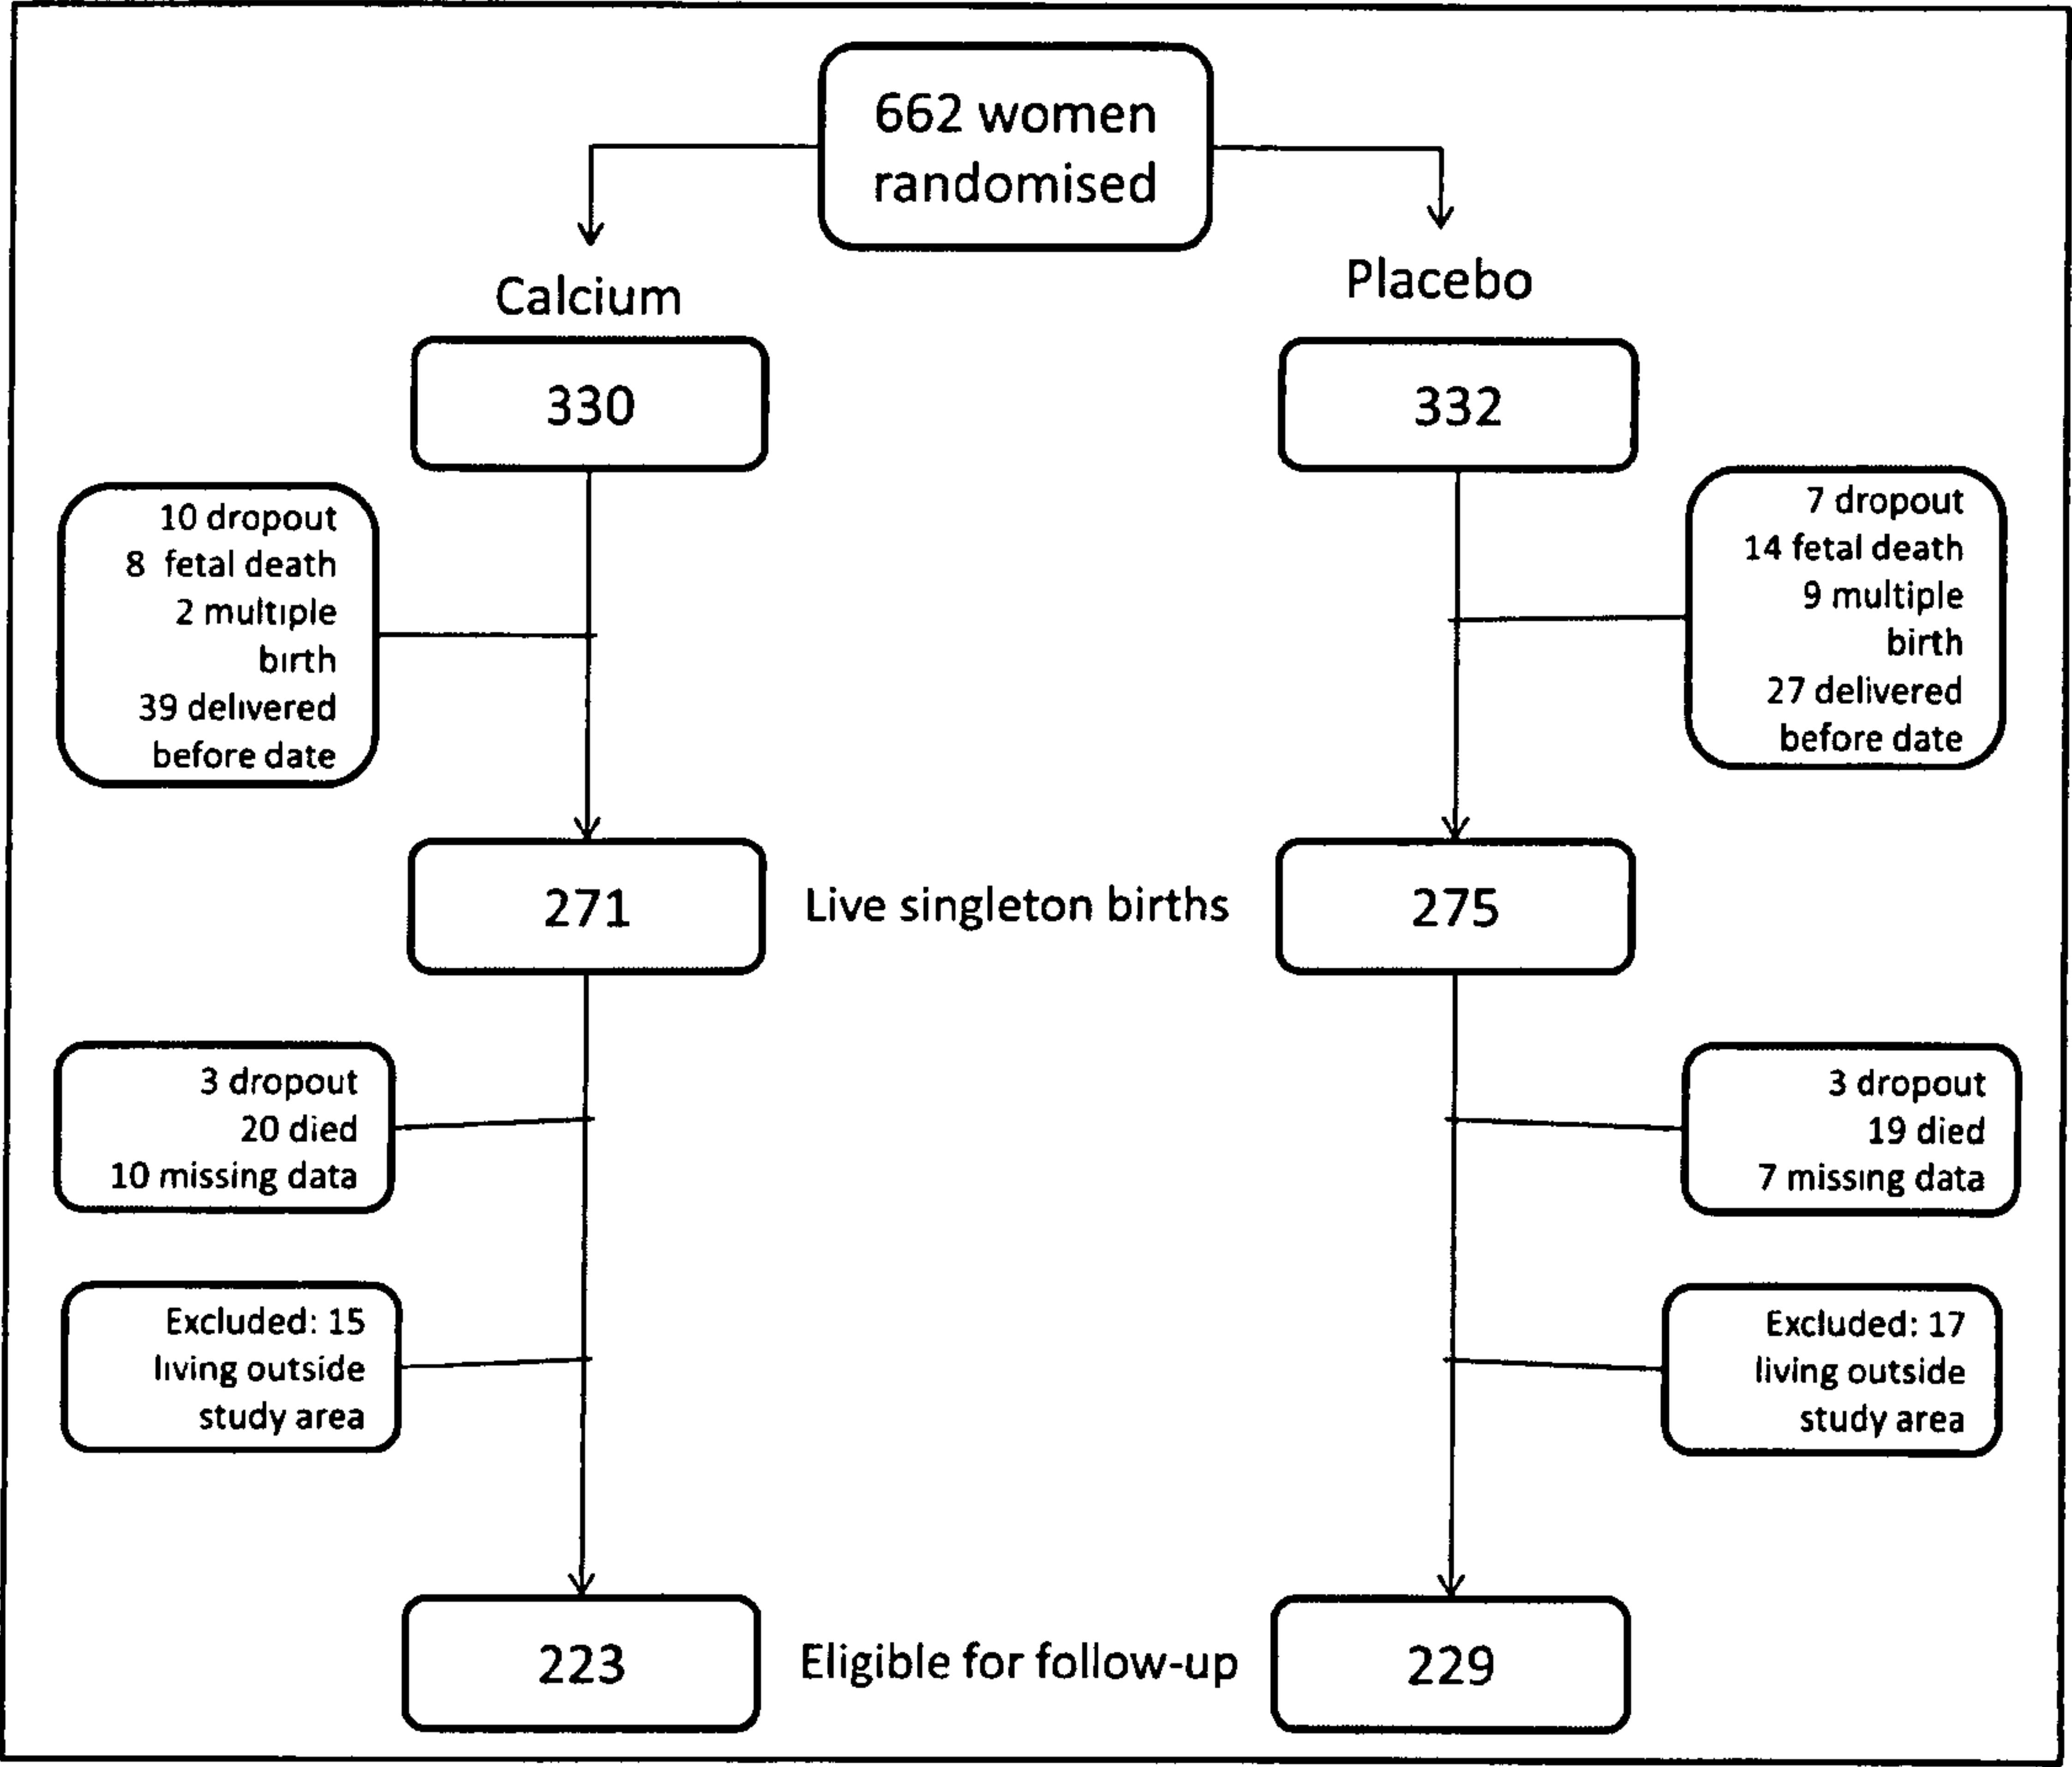 662 women
randomised
Calcium
Placebo
330
332
10 dropout
8 fetal death
2 multiple
birth
39 delivered
before date
7 dropout
14 fetal death
9 multiple
birth
27 delivered
before date
271
Live singleton births
275
3 dropout
20 died
10 missing data
3 dropout
19 died
7 missing data
Excluded: 15
living outside
study area
Excluded: 17
living outside
study area
223
Eligible for follow-up
229